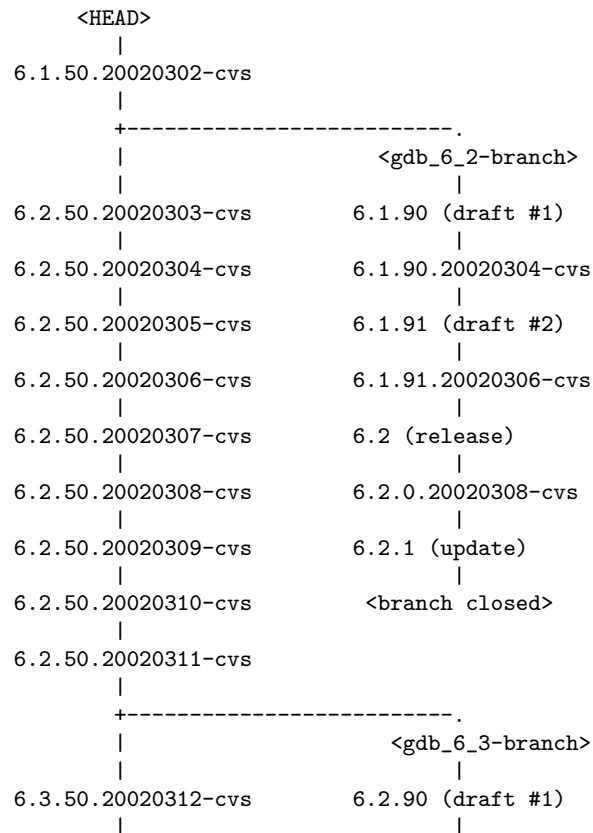 <HEAD>
        |
6.1.50.20020302-cvs
        |
        +--------------------------.
        |                    <gdb_6_2-branch>
        |                          |
6.2.50.20020303-cvs        6.1.90 (draft #1)
        |                          |
6.2.50.20020304-cvs        6.1.90.20020304-cvs
        |                          |
6.2.50.20020305-cvs        6.1.91 (draft #2)
        |                          |
6.2.50.20020306-cvs        6.1.91.20020306-cvs
        |                          |
6.2.50.20020307-cvs        6.2 (release)
        |                          |
6.2.50.20020308-cvs        6.2.0.20020308-cvs
        |                          |
6.2.50.20020309-cvs        6.2.1 (update)
        |                          |
6.2.50.20020310-cvs         <branch closed>
        |
6.2.50.20020311-cvs
        |
        +--------------------------.
        |                     <gdb_6_3-branch>
        |                          |
6.3.50.20020312-cvs        6.2.90 (draft #1)
        |                          |